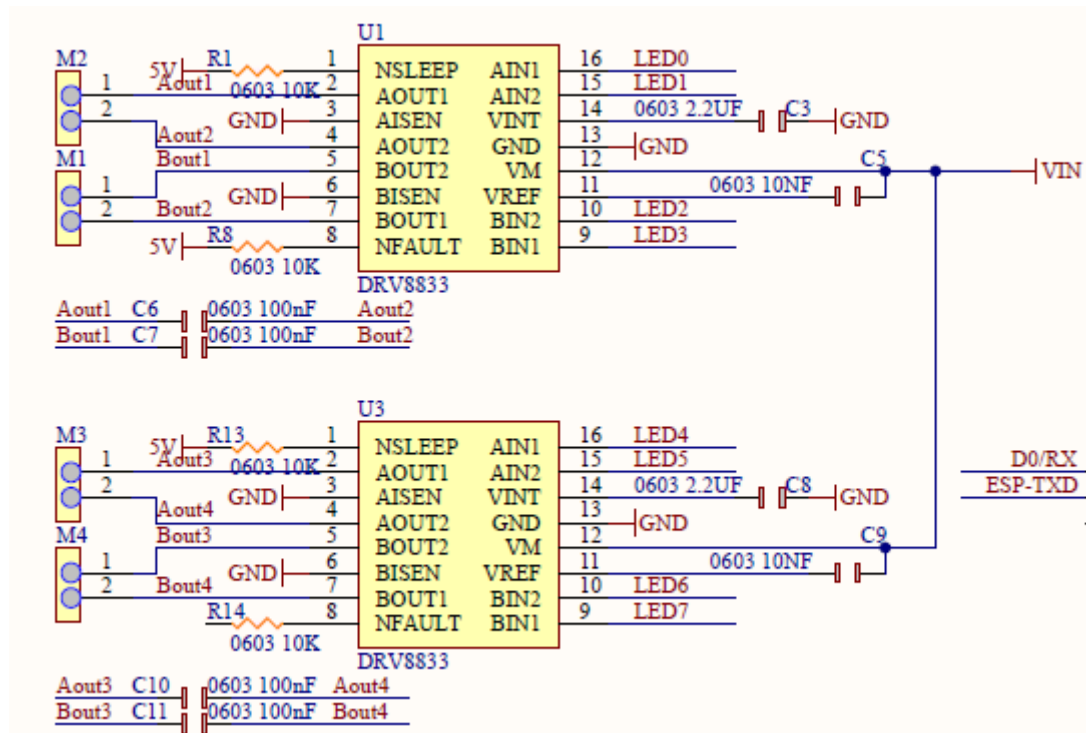 U1
M2
5V R1 1 NSLEEP AIN1 16 LED0
1 Aout1 0603 10K 2 AOUT1 AIN2 15 LED1
2 GND 3 AISEN VINT 14 0603 2.2UF C3 GND
Aout2 4 AOUT2 GND 13 GND
M1 Bout1 5 BOUT2 VM 12 C5 VIN
1 GND 6 BISEN VREF 11 0603 10NF
2 Bout2 7 BOUT1 BIN2 10 LED2
5V R8 8 NFAULT BIN1 9 LED3
0603 10K
DRV8833
Aout1 C6 0603 100nF Aout2
Bout1 C7 0603 100nF Bout2
U3
M3
5V R13 1 NSLEEP AIN1 16 LED4
1 Aout3 0603 10K 2 AOUT1 AIN2 15 LED5 D0/RX
2 GND 3 AISEN VINT 14 0603 2.2UF C8 GND ESP-TXD
Aout4 4 AOUT2 GND 13 GND
M4 Bout3 5 BOUT2 VM 12 C9
1 GND 6 BISEN VREF 11 0603 10NF
2 Bout4 7 BOUT1 BIN2 10 LED6
R14 8 NFAULT BIN1 9 LED7
0603 10K
DRV8833
Aout3 C10 0603 100nF Aout4
Bout3 C11 0603 100nF Bout4